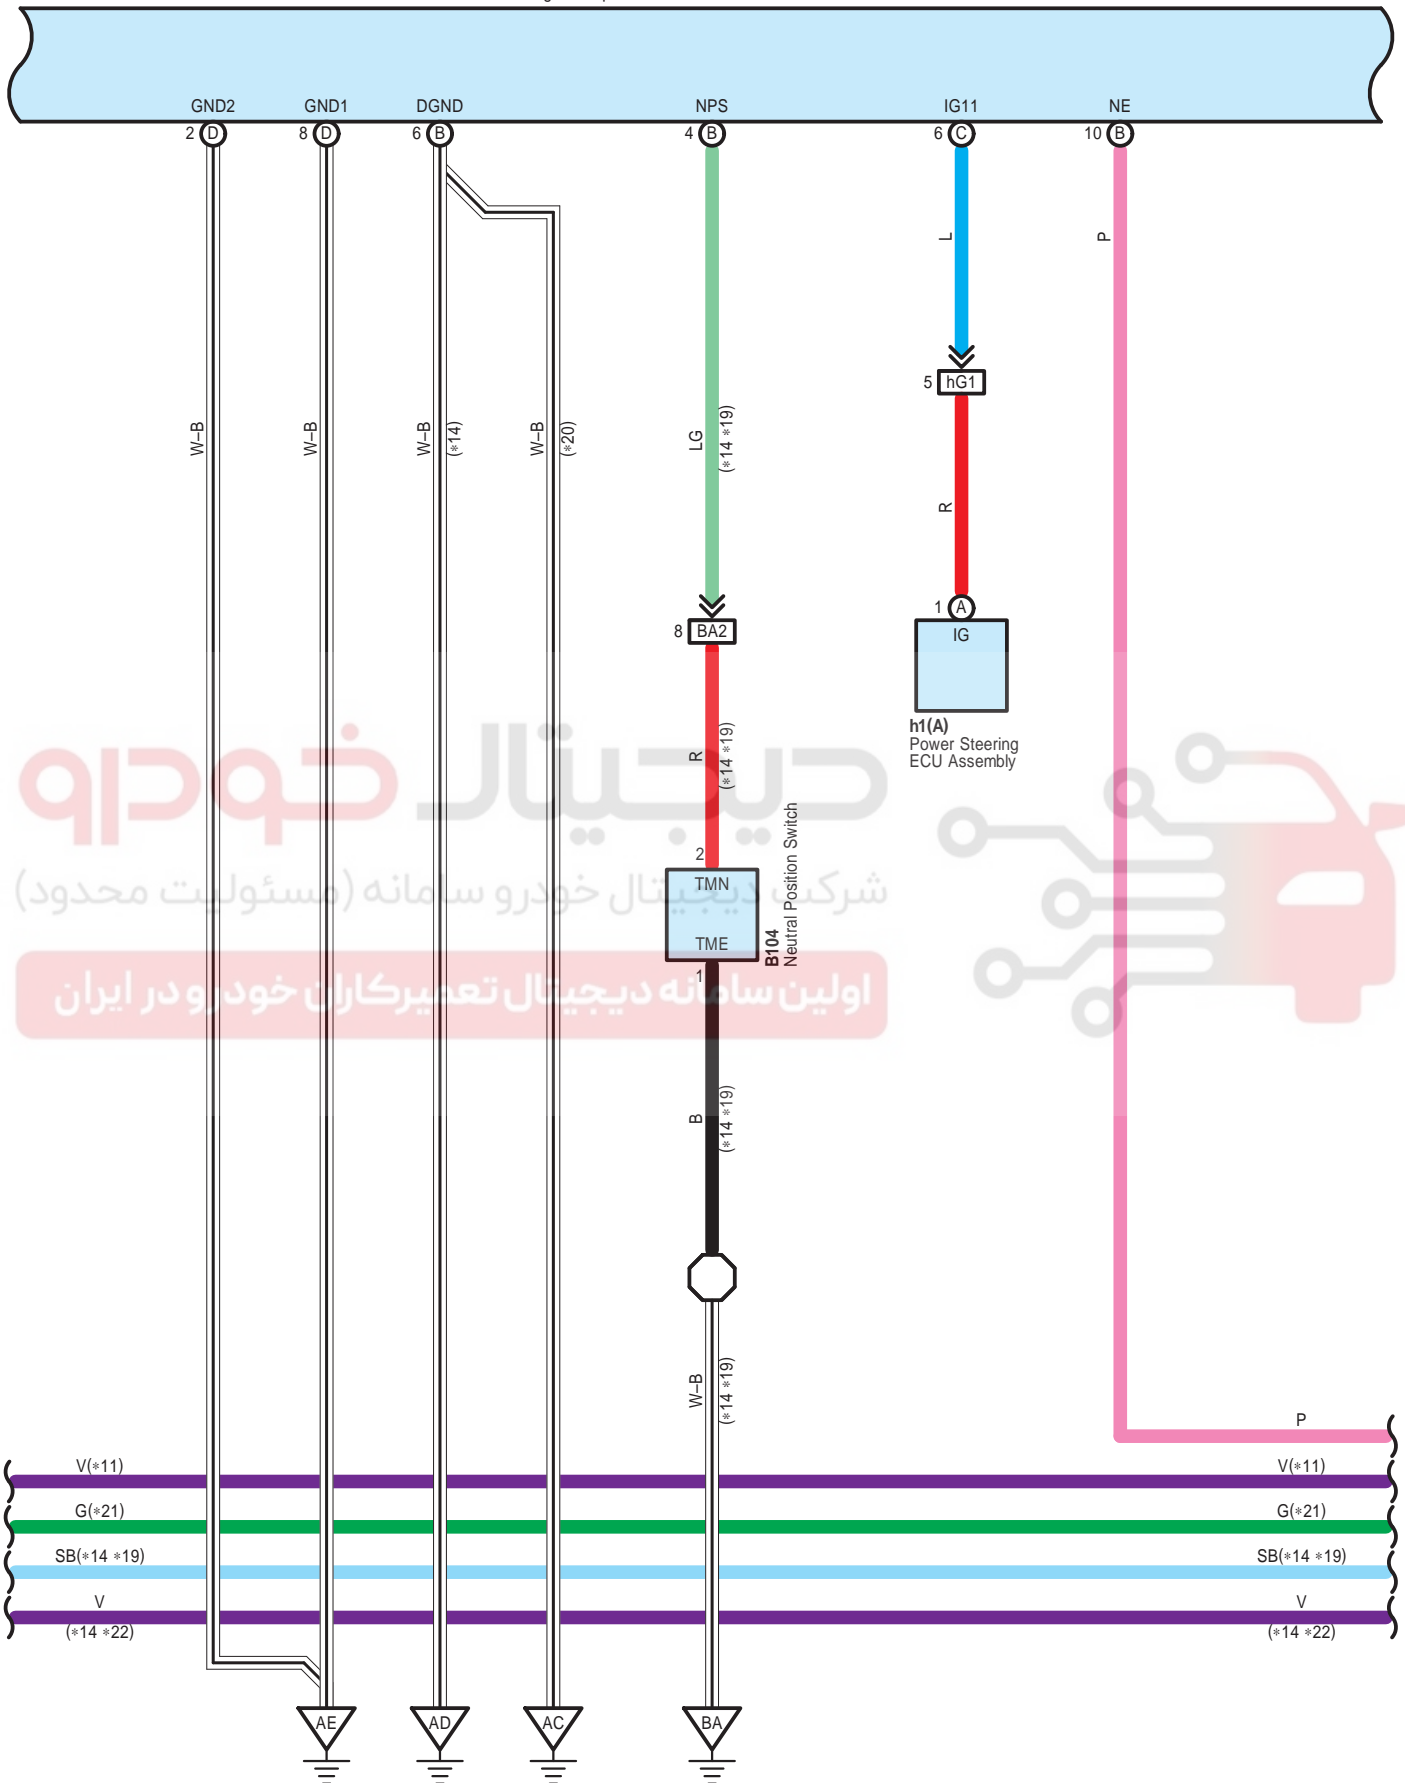 GND2 GND1 DGND NPS IG11 NE
2 D 8 D 6 B 4 B 6 C 10 B
L P
5 hG1
W–B W–B W–B (*14) W–B (*20) LG (*14 *19)
R
1 A
IG
8 BA2
h1(A)
Power Steering
ECU Assembly
R (*14 *19)
دیجیتال خودرو
2
TMN
TME
B104
Neutral Position Switch
شرکت دیجیتال خودرو سامانه (مسئولیت محدود)
1
اولین سامانه دیجیتال تعمیرکاران خودرو در ایران
B (*14 *19)
W–B (*14 *19)
P
V(*11) V(*11)
G(*21) G(*21)
SB(*14 *19) SB(*14 *19)
V V
(*14 *22) (*14 *22)
AE AD AC BA